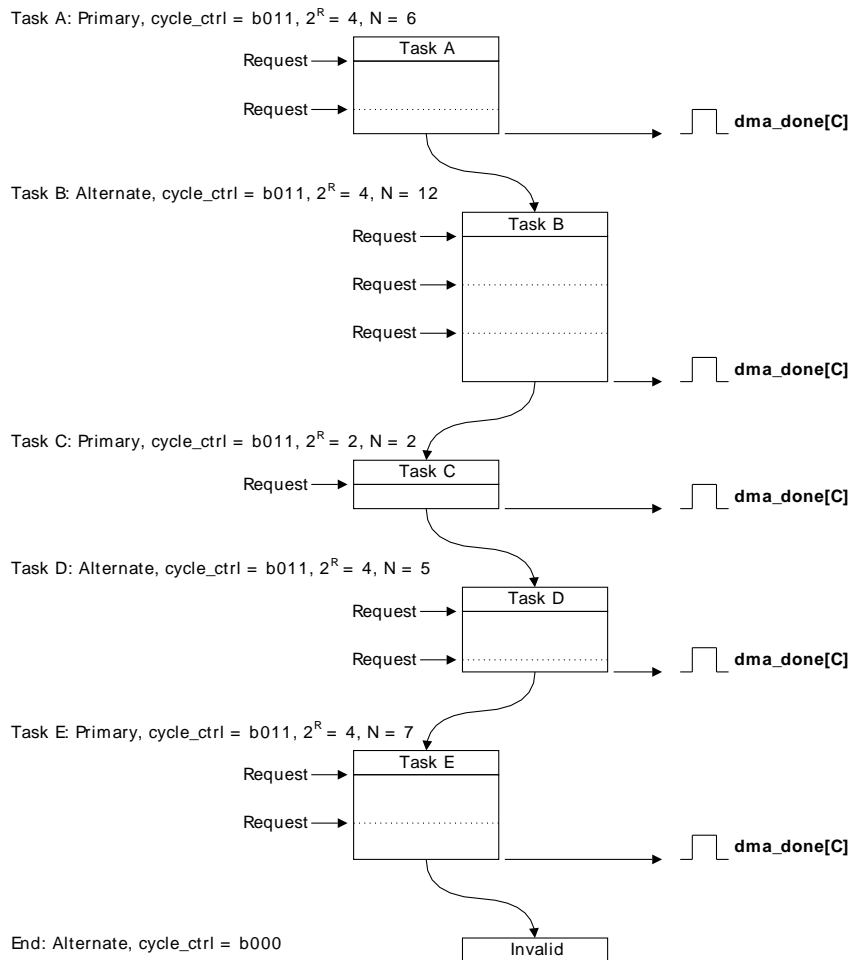 Task A: Primary, cycle_ctrl = b011, 2^R = 4, N = 6
Task A
Request
Request
dma_done[C]
Task B: Alternate, cycle_ctrl = b011, 2^R = 4, N = 12
Task B
Request
Request
Request
dma_done[C]
Task C: Primary, cycle_ctrl = b011, 2^R = 2, N = 2
Task C
Request
dma_done[C]
Task D: Alternate, cycle_ctrl = b011, 2^R = 4, N = 5
Task D
Request
Request
dma_done[C]
Task E: Primary, cycle_ctrl = b011, 2^R = 4, N = 7
Task E
Request
Request
dma_done[C]
End: Alternate, cycle_ctrl = b000
Invalid